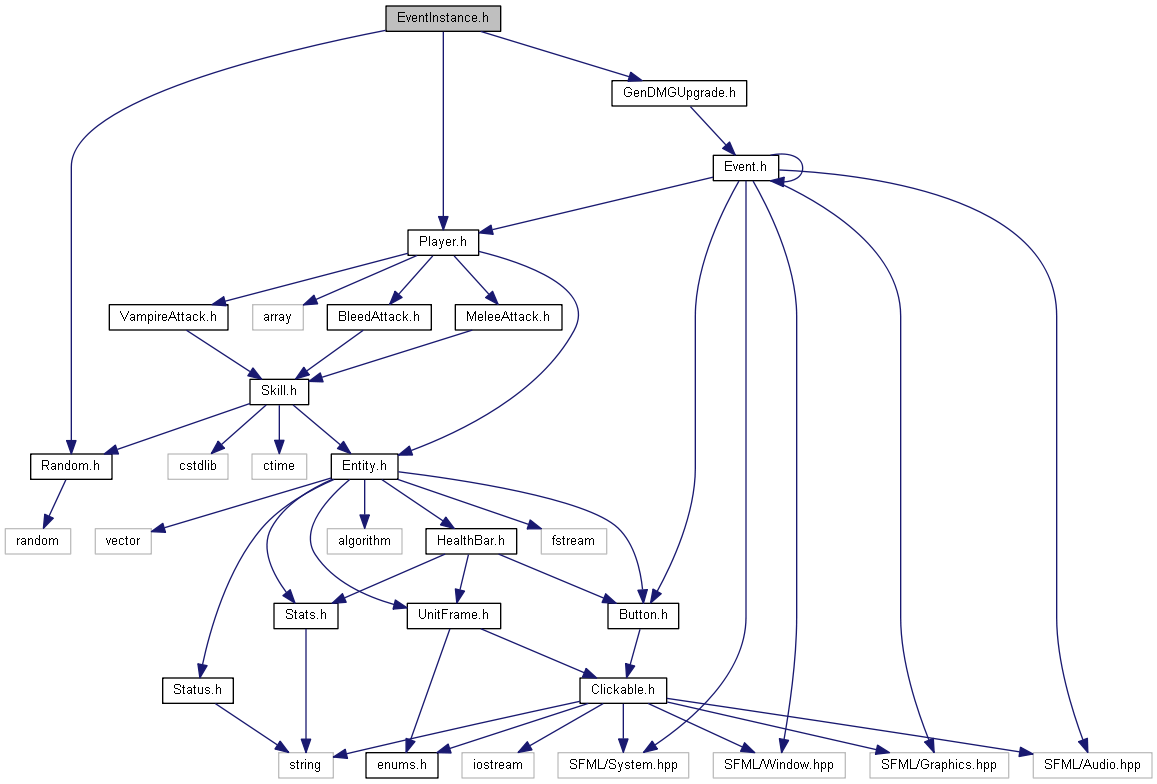 EventInstance.h
GenDMGUpgrade.h
Event.h
Player.h
VampireAttack.h
array
BleedAttack.h
MeleeAttack.h
Skill.h
Random.h
cstdlib
ctime
Entity.h
random
vector
algorithm
HealthBar.h
fstream
Stats.h
UnitFrame.h
Button.h
Status.h
Clickable.h
string
enums.h
iostream
SFML/System.hpp
SFML/Window.hpp
SFML/Graphics.hpp
SFML/Audio.hpp